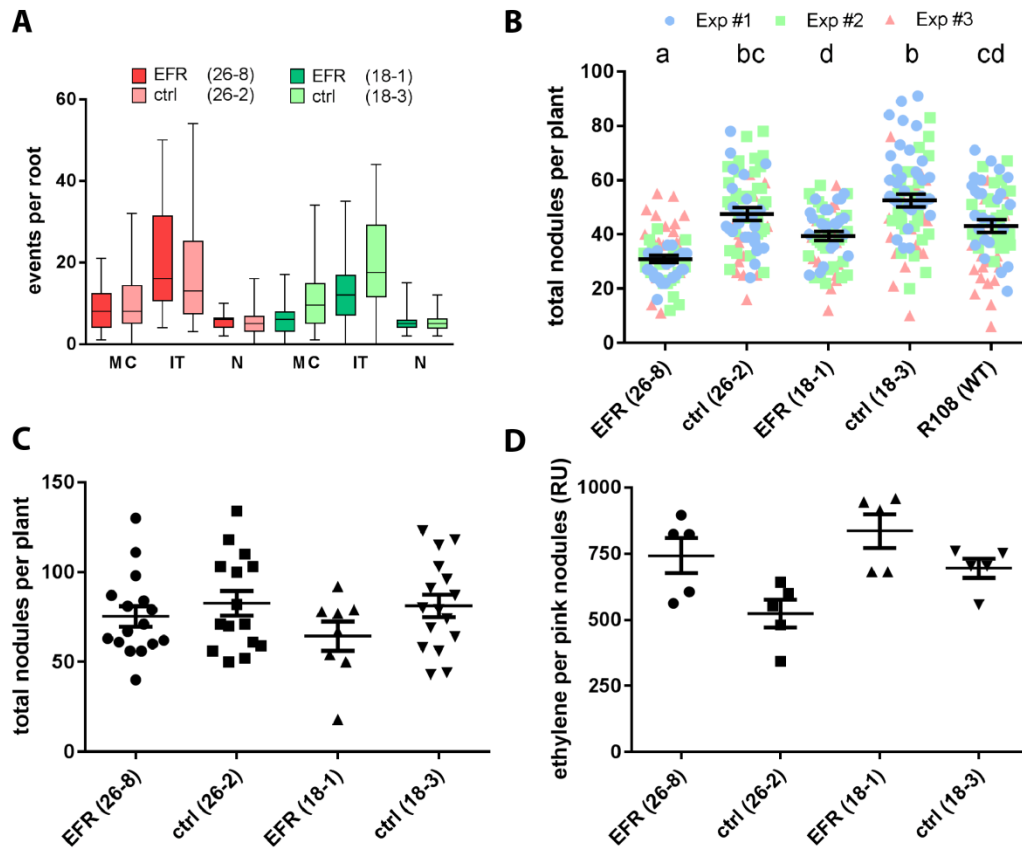 A
EFR (26-8)
ctrl (26-2)
EFR (18-1)
ctrl (18-3)
events per root
60
40
20
0
MC IT N MC IT N
B
Exp #1 Exp #2 Exp #3
a bc d b cd
total nodules per plant
100
80
60
40
20
0
EFR (26-8)
ctrl (26-2)
EFR (18-1)
ctrl (18-3)
R108 (WT)
C
total nodules per plant
150
100
50
0
EFR (26-8)
ctrl (26-2)
EFR (18-1)
ctrl (18-3)
D
ethylene per pink nodules (RU)
1000
750
500
250
0
EFR (26-8)
ctrl (26-2)
EFR (18-1)
ctrl (18-3)